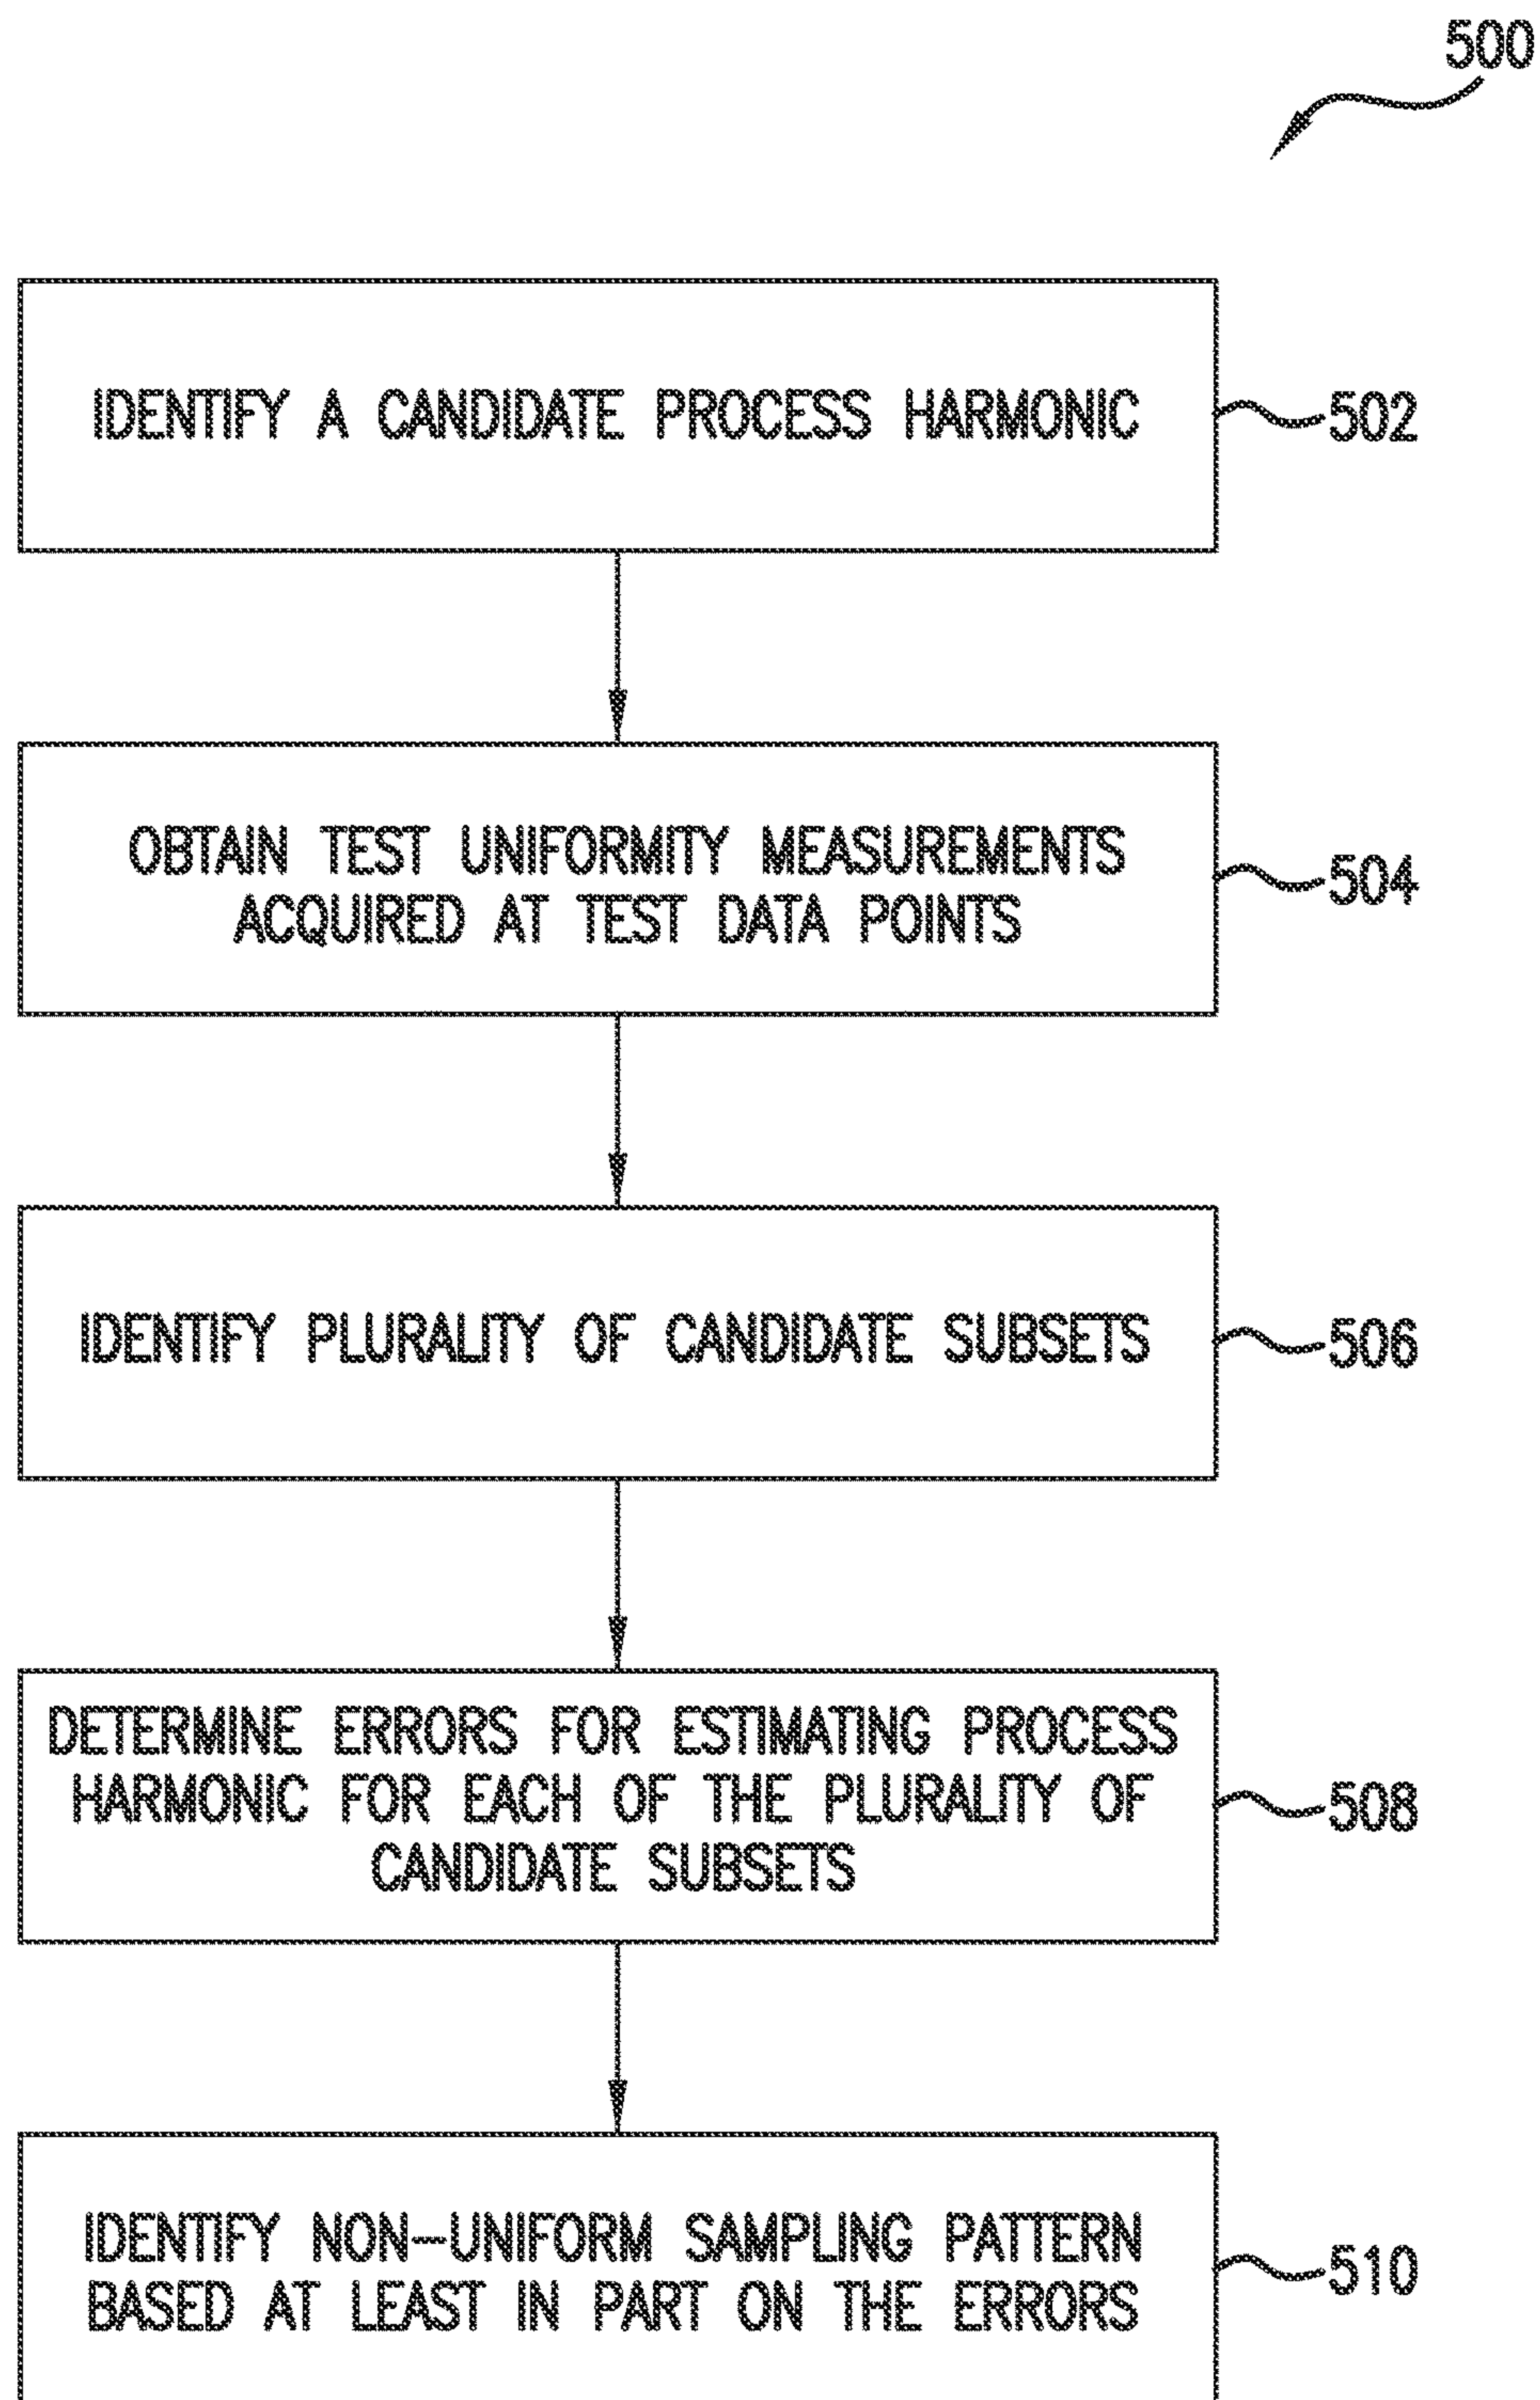 500
IDENTIFY A CANDIDATE PROCESS HARMONIC
502
OBTAIN TEST UNIFORMITY MEASUREMENTS
ACQUIRED AT TEST DATA POINTS
504
IDENTIFY PLURALITY OF CANDIDATE SUBSETS
506
DETERMINE ERRORS FOR ESTIMATING PROCESS
HARMONIC FOR EACH OF THE PLURALITY OF
CANDIDATE SUBSETS
508
IDENTIFY NON-UNIFORM SAMPLING PATTERN
BASED AT LEAST IN PART ON THE ERRORS
510